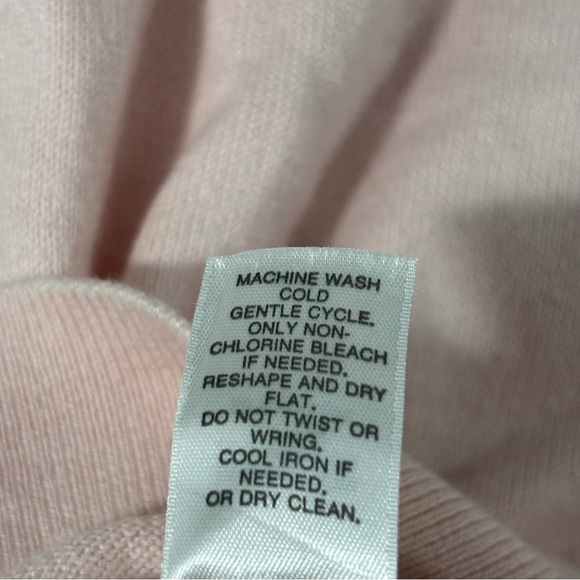 MACHINE WASH
COLD
GENTLE CYCLE.
ONLY NON-
CHLORINE BLEACH
IF NEEDED.
RESHAPE AND DRY
FLAT.
DO NOT TWIST OR
WRING.
COOL IRON IF
NEEDED.
OR DRY CLEAN.